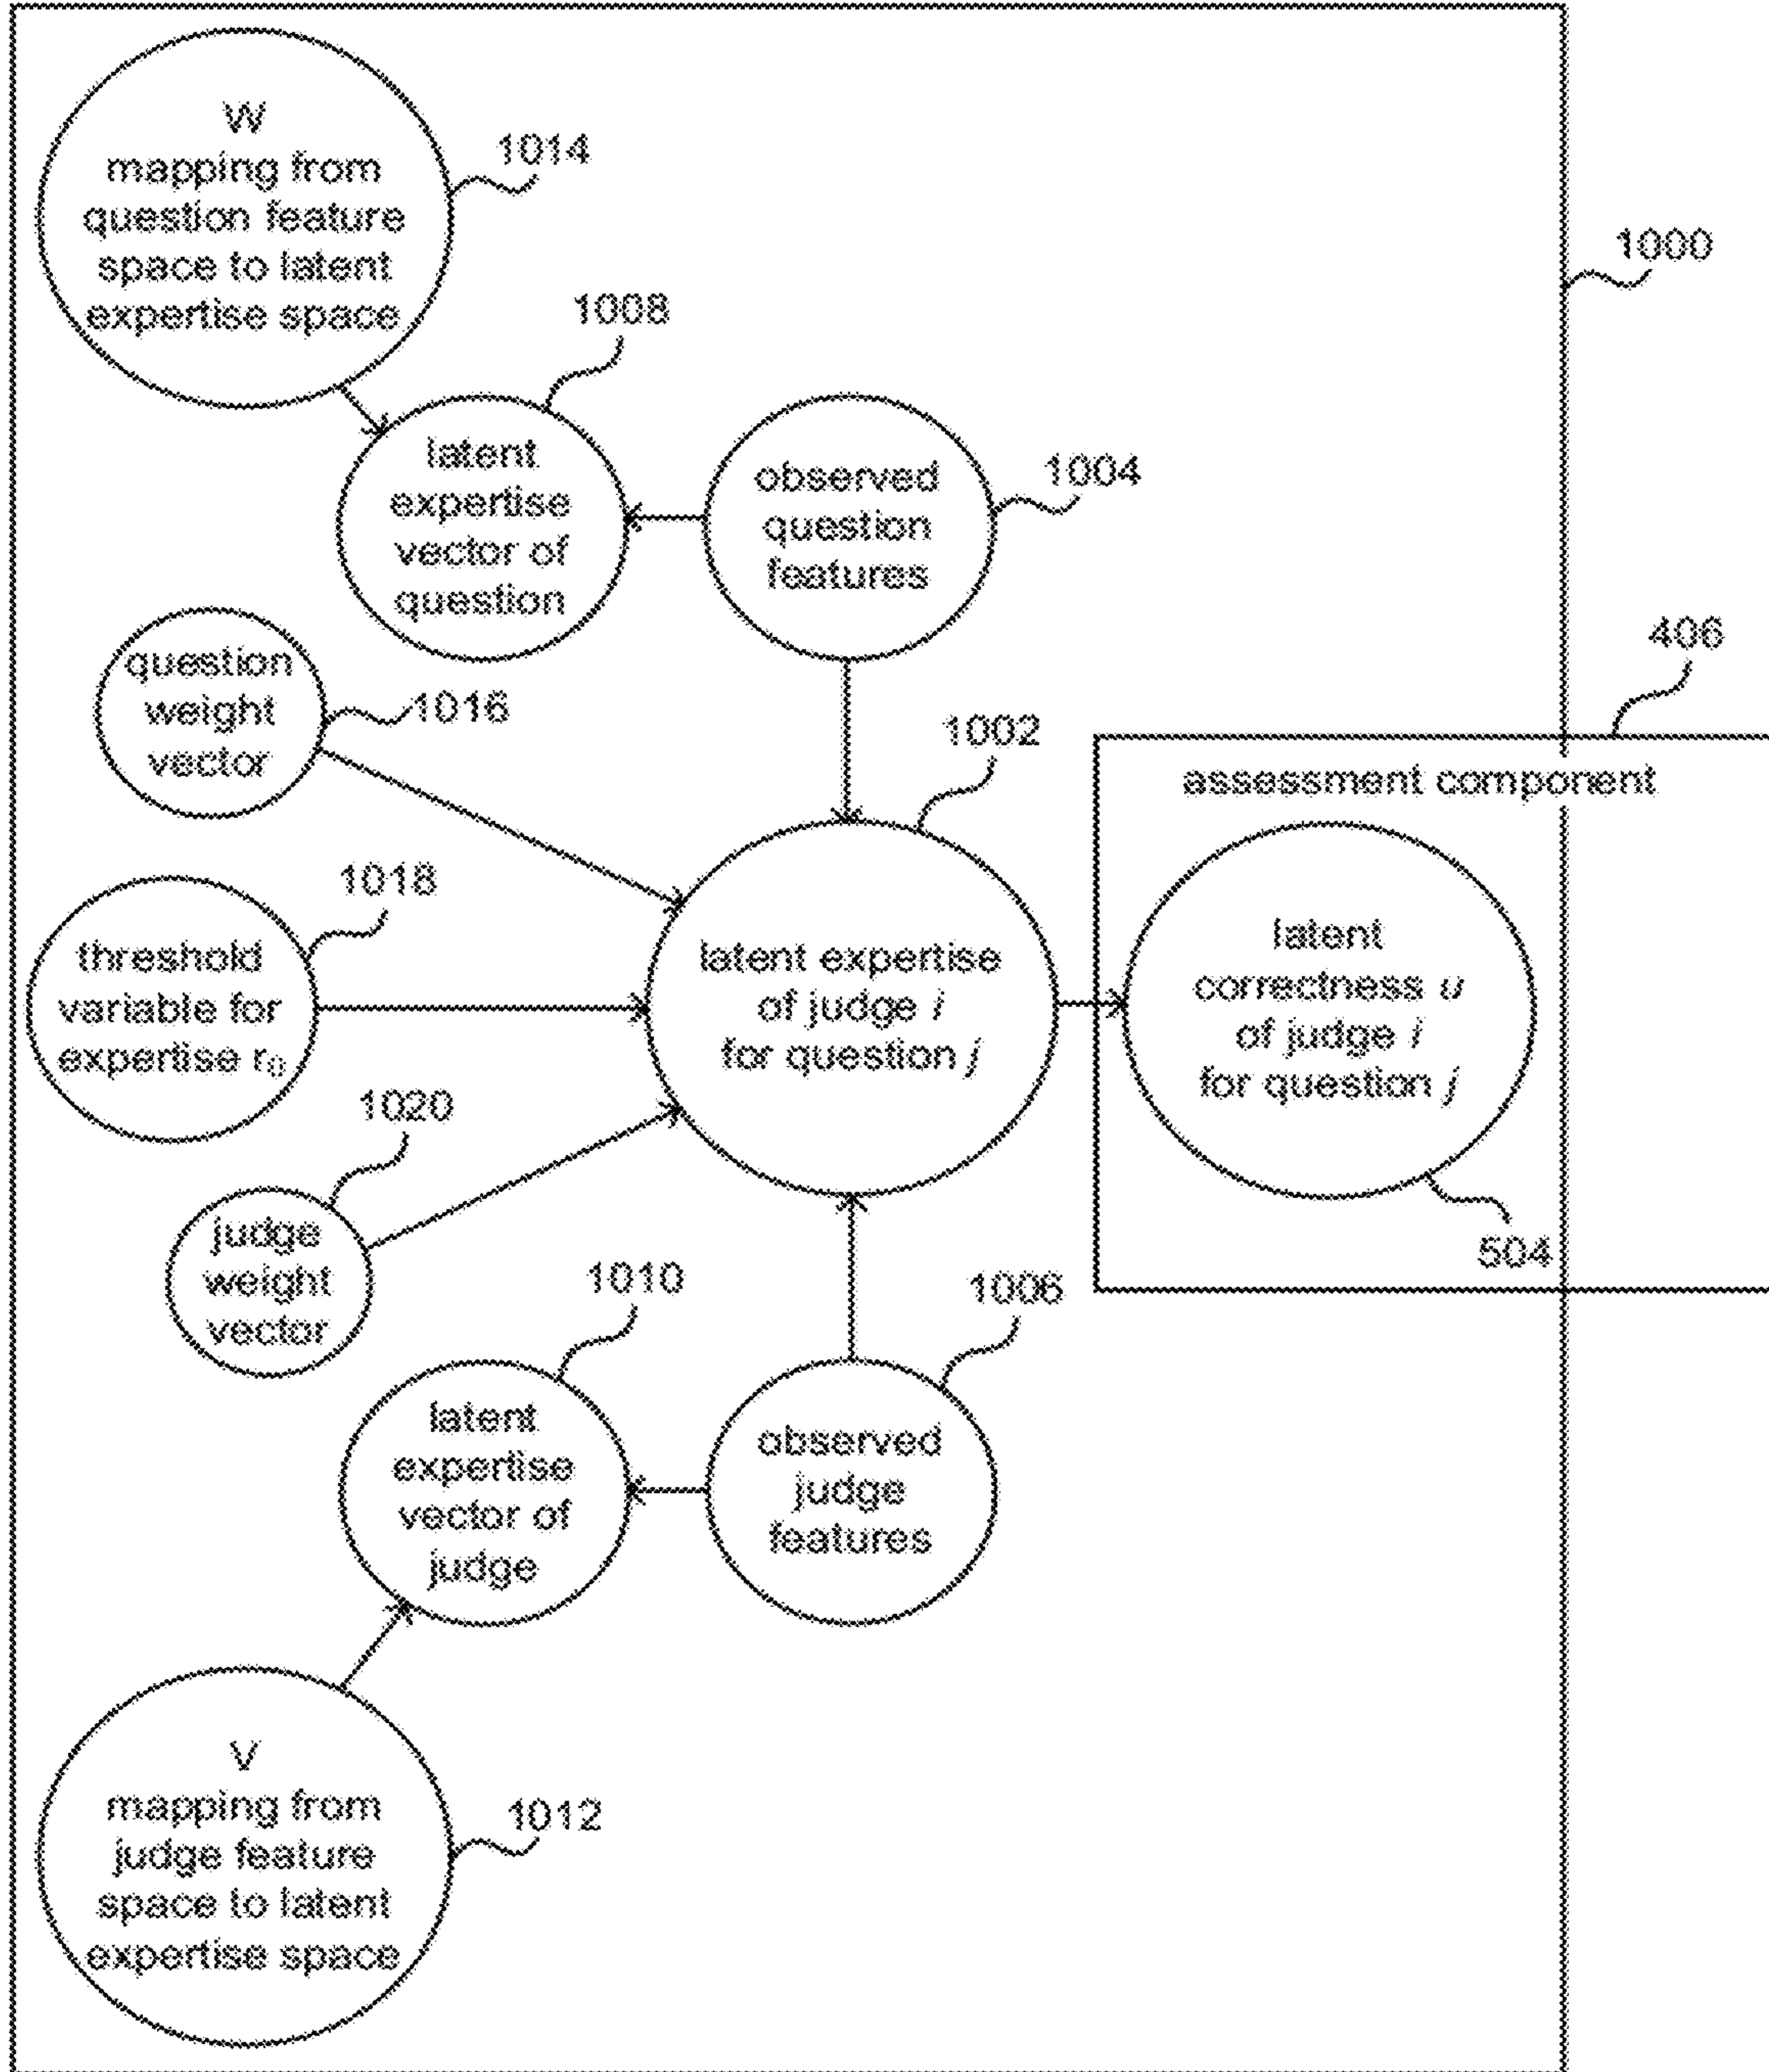 W
mapping from
question feature
space to latent
expertise space
1014
1000
1008
latent
expertise
vector of
question
observed
question
features
1004
406
question
weight
vector
1016
1002
assessment component
1018
threshold
variable for
expertise r₀
latent expertise
of judge i
for question j
latent
correctness u
of judge i
for question j
504
1020
judge
weight
vector
1010
1006
latent
expertise
vector of
judge
observed
judge
features
V
mapping from
judge feature
space to latent
expertise space
1012